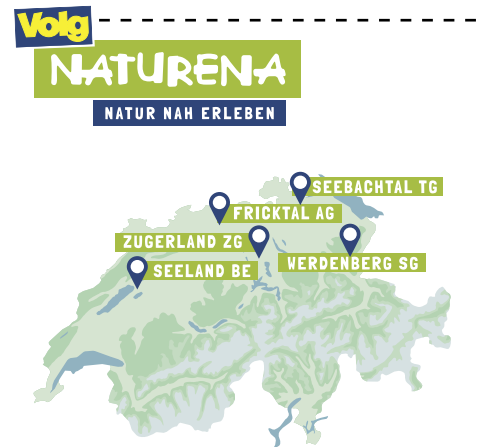 Volg
NATURENA
NATUR NAH ERLEBEN
SEEBACHTAL TG
FRICKTAL AG
ZUGERLAND ZG
WERDENBERG SG
SEELAND BE